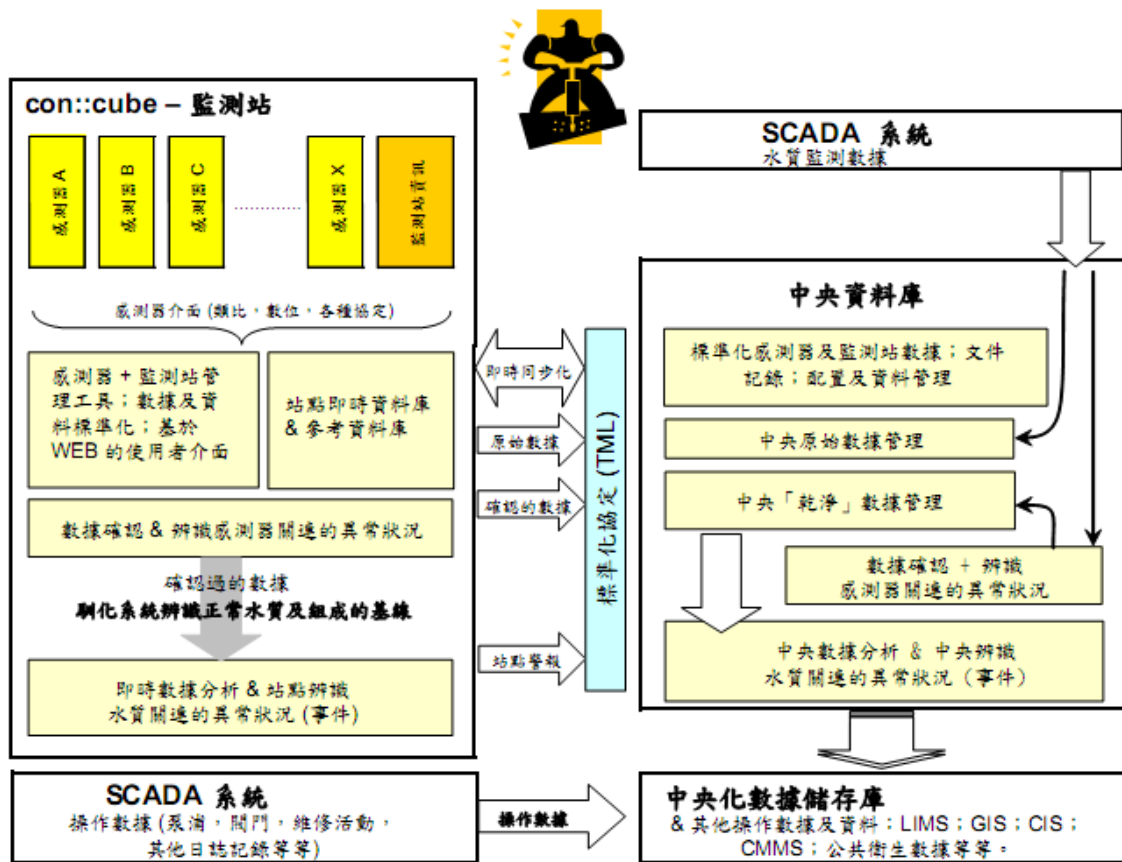 con::cube – 監測站
感測器 A
感測器 B
感測器 C
感測器 X
監測站資訊
感測器介面 (類比，數位，各種協定)
感測器 + 監測站管
理工具；數據及資
料標準化；基於
WEB 的使用者介面
站點即時資料庫
& 參考資料庫
數據確認 & 辨識感測器關連的異常狀況
確認過的數據
馴化系統辨識正常水質及組成的基線
即時數據分析 & 站點辨識
水質關連的異常狀況 (事件)
SCADA 系統
操作數據 (泵浦，閥門，維修活動，
其他日誌記錄等等)
即時同步化
原始數據
確認的數據
站點警報
操作數據
標準化協定 (TML)
SCADA 系統
水質監測數據
中央資料庫
標準化感測器及監測站數據；文件
記錄；配置及資料管理
中央原始數據管理
中央「乾淨」數據管理
數據確認 + 辨識
感測器關連的異常狀況
中央數據分析 & 中央辨識
水質關連的異常狀況（事件）
中央化數據儲存庫
& 其他操作數據及資料：LIMS；GIS；CIS；
CMMS；公共衛生數據等等。